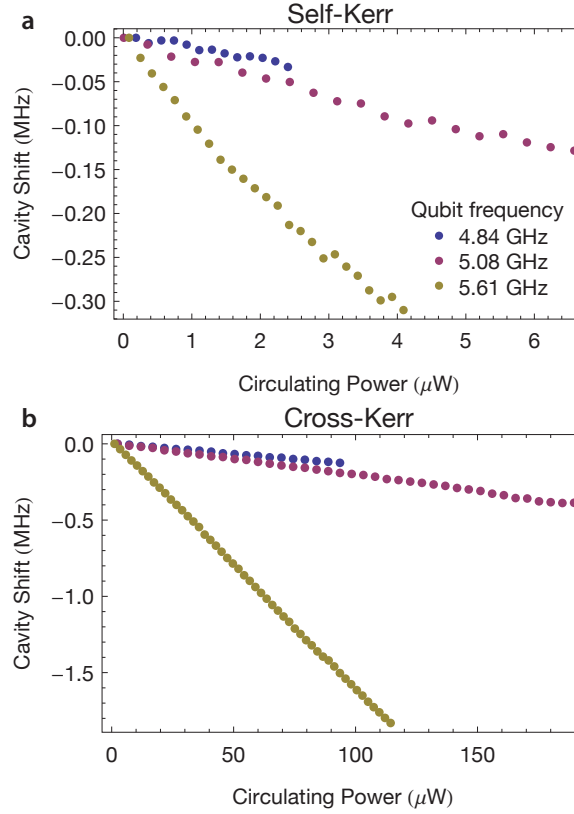 a
Self-Kerr
0.00
−0.05
−0.10
−0.15
−0.20
−0.25
−0.30
Cavity Shift (MHz)
Qubit frequency
4.84 GHz
5.08 GHz
5.61 GHz
0 1 2 3 4 5 6
Circulating Power (μW)
b
Cross-Kerr
0.0
−0.5
−1.0
−1.5
Cavity Shift (MHz)
0 50 100 150
Circulating Power (μW)